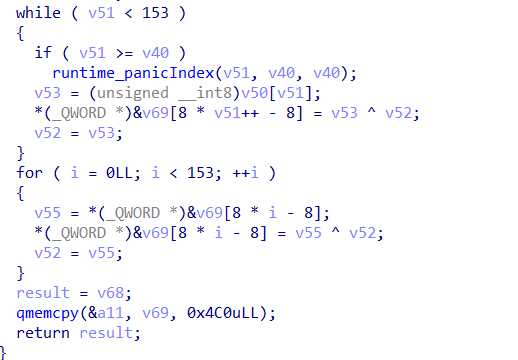 while ( v51 < 153 )
{
if ( v51 >= v40 )
runtime_panicIndex(v51, v40, v40);
v53 = (unsigned __int8)v50[v51];
*(_QWORD *)&v69[8 * v51++ - 8] = v53 ^ v52;
v52 = v53;
}
for ( i = 0LL; i < 153; ++i )
{
v55 = *(_QWORD *)&v69[8 * i - 8];
*(_QWORD *)&v69[8 * i - 8] = v55 ^ v52;
v52 = v55;
}
result = v68;
qmemcpy(&a11, v69, 0x4C0uLL);
return result;
}